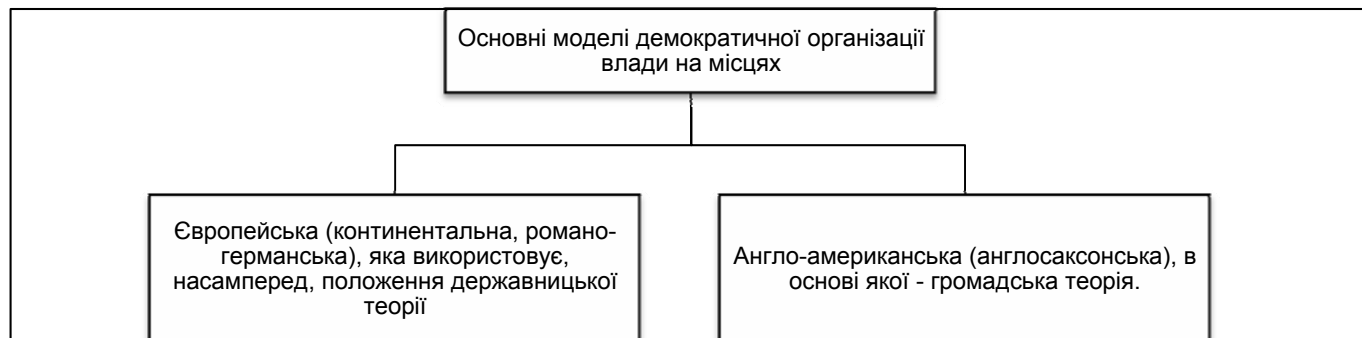 Основні моделі демократичної організації
влади на місцях
Європейська (континентальна, романо-
германська), яка використовує,
насамперед, положення державницької
теорії
Англо-американська (англосаксонська), в
основі якої - громадська теорія.